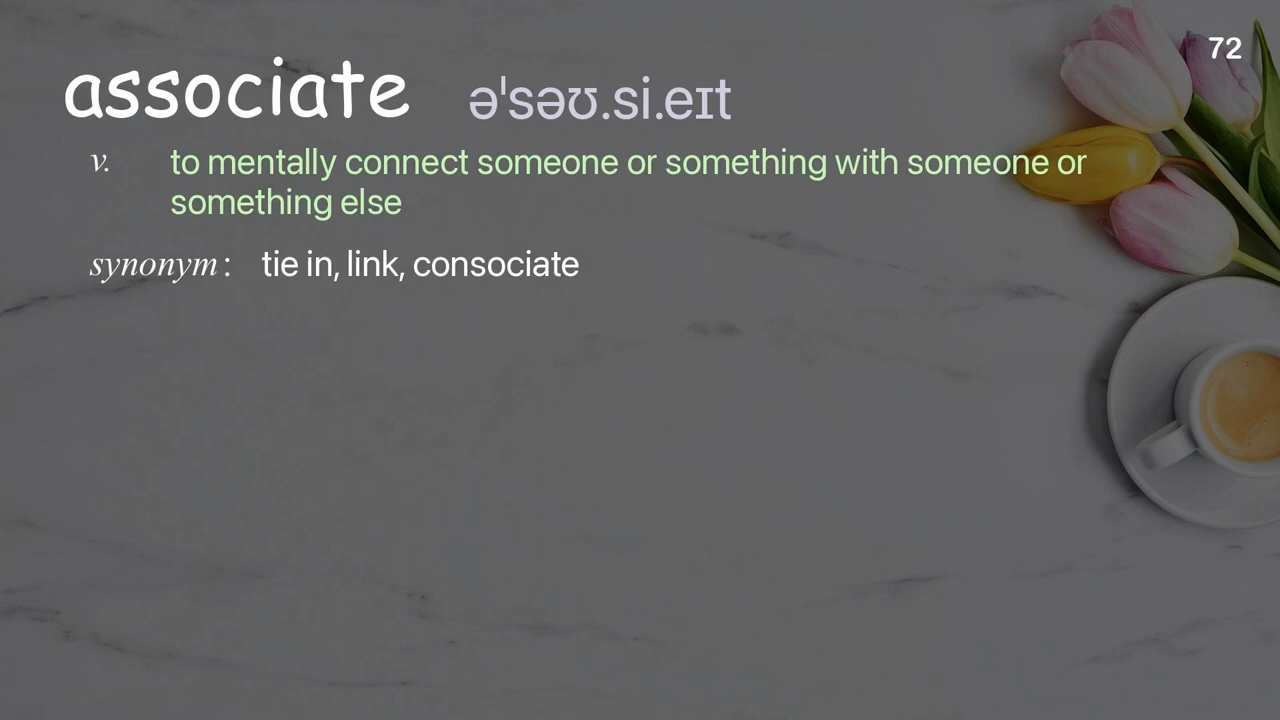 72
associate əˈsəʊ.si.eɪt
v. to mentally connect someone or something with someone or
something else
synonym : tie in, link, consociate